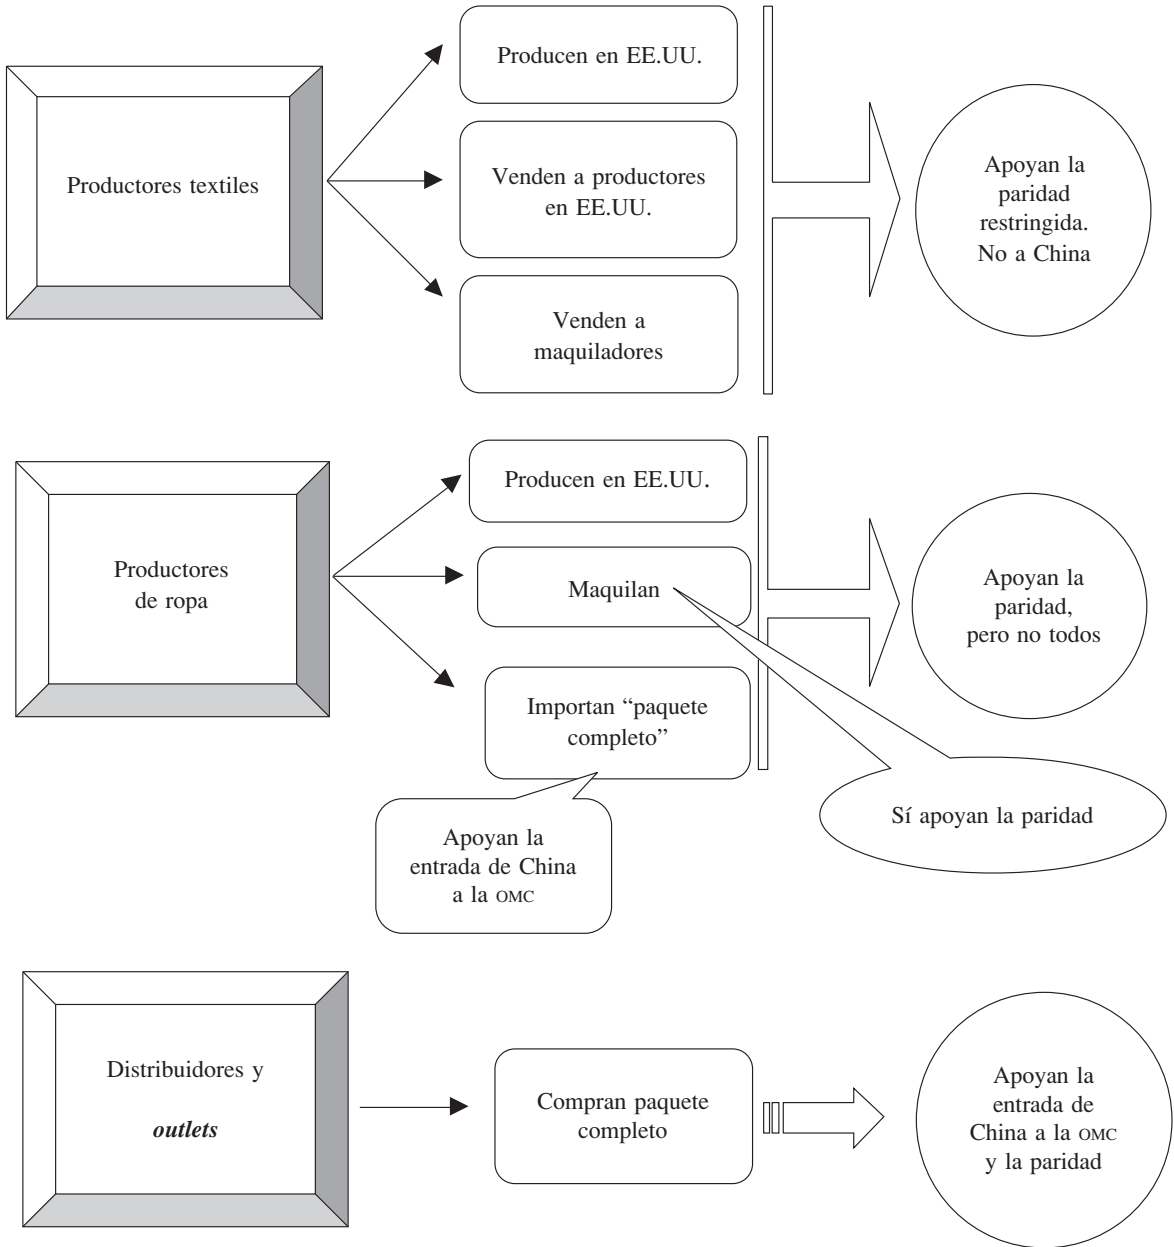 Productores textiles
Producen en EE.UU.
Venden a productores
en EE.UU.
Venden a
maquiladores
Apoyan la
paridad
restringida.
No a China
Productores
de ropa
Producen en EE.UU.
Maquilan
Importan “paquete
completo”
Apoyan la
paridad,
pero no todos
Sí apoyan la paridad
Apoyan la
entrada de China
a la OMC
Distribuidores y
outlets
Compran paquete
completo
Apoyan la
entrada de
China a la OMC
y la paridad